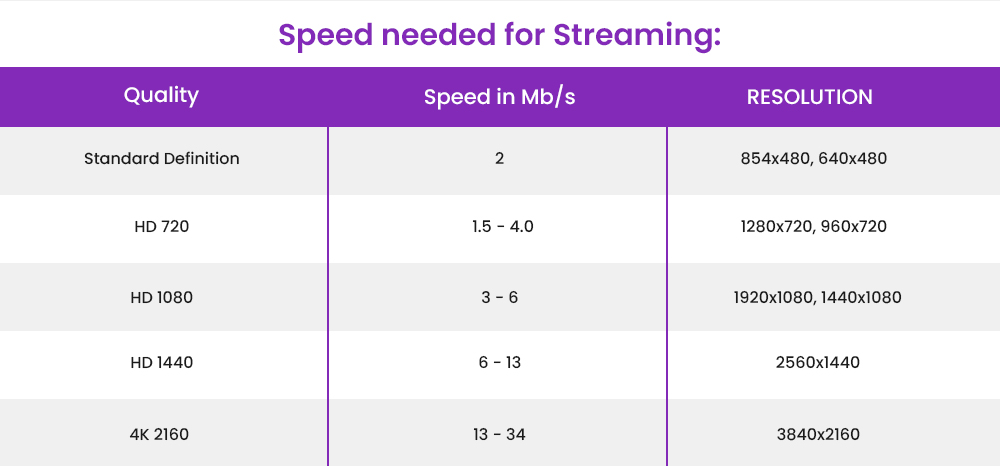 Speed needed for Streaming:
Quality Speed in Mb/s RESOLUTION
Standard Definition 2 854x480, 640x480
HD 720 1.5 - 4.0 1280x720, 960x720
HD 1080 3 - 6 1920x1080, 1440x1080
HD 1440 6 - 13 2560x1440
4K 2160 13 - 34 3840x2160